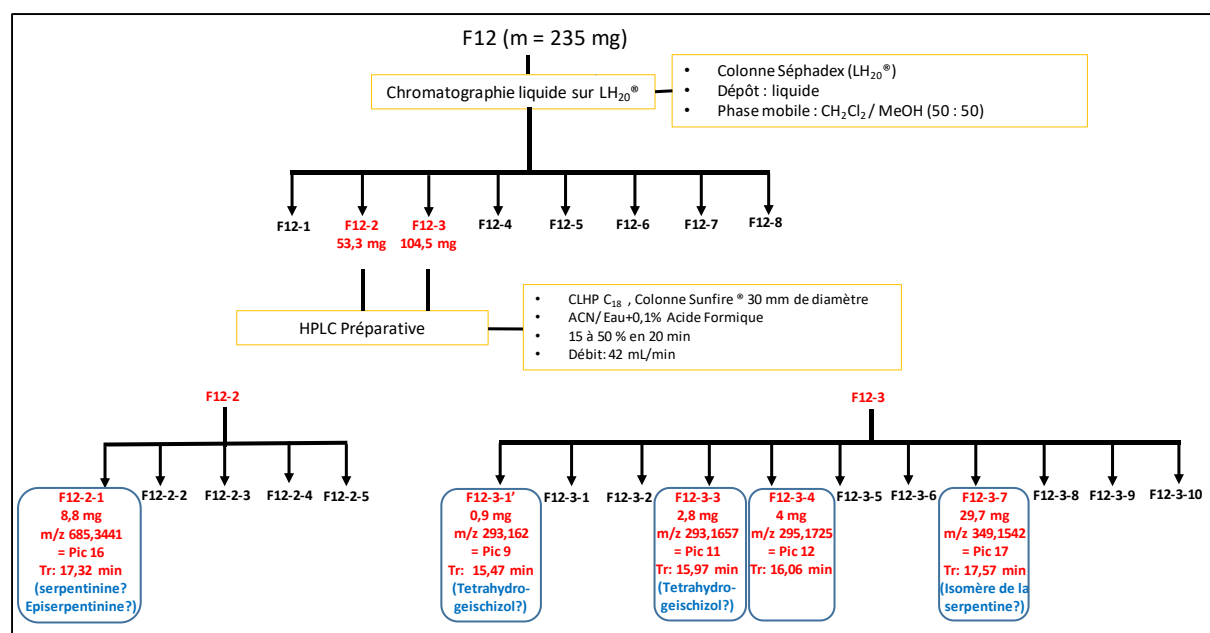 F12 (m = 235 mg)
Chromatographie liquide sur LH20®
• Colonne Séphadex (LH20®)
• Dépôt : liquide
• Phase mobile : CH2Cl2 / MeOH (50 : 50)
F12-1 F12-2 F12-3 F12-4 F12-5 F12-6 F12-7 F12-8
53,3 mg 104,5 mg
HPLC Préparative
• CLHP C18 , Colonne Sunfire ® 30 mm de diamètre
• ACN/ Eau+0,1% Acide Formique
• 15 à 50 % en 20 min
• Débit: 42 mL/min
F12-2
F12-2-1 F12-2-2 F12-2-3 F12-2-4 F12-2-5
8,8 mg
m/z 685,3441
= Pic 16
Tr: 17,32 min
(serpentinine?
Episerpentinine?)
F12-3
F12-3-1' F12-3-1 F12-3-2 F12-3-3 F12-3-4 F12-3-5 F12-3-6 F12-3-7 F12-3-8 F12-3-9 F12-3-10
0,9 mg
m/z 293,162
= Pic 9
Tr: 15,47 min
(Tetrahydro-
geischizol?)
2,8 mg
m/z 293,1657
= Pic 11
Tr: 15,97 min
(Tetrahydro-
geischizol?)
4 mg
m/z 295,1725
= Pic 12
Tr: 16,06 min
29,7 mg
m/z 349,1542
= Pic 17
Tr: 17,57 min
(Isomère de la
serpentine?)